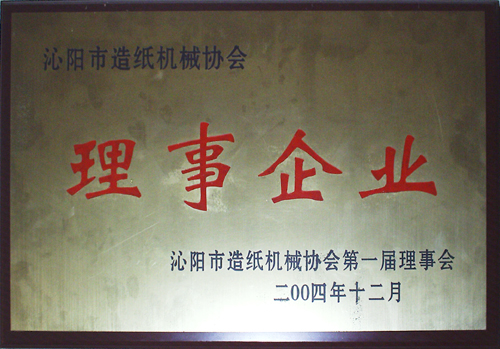 沁阳市造纸机械协会
理事企业
沁阳市造纸机械协会第一届理事会
二00四年十二月